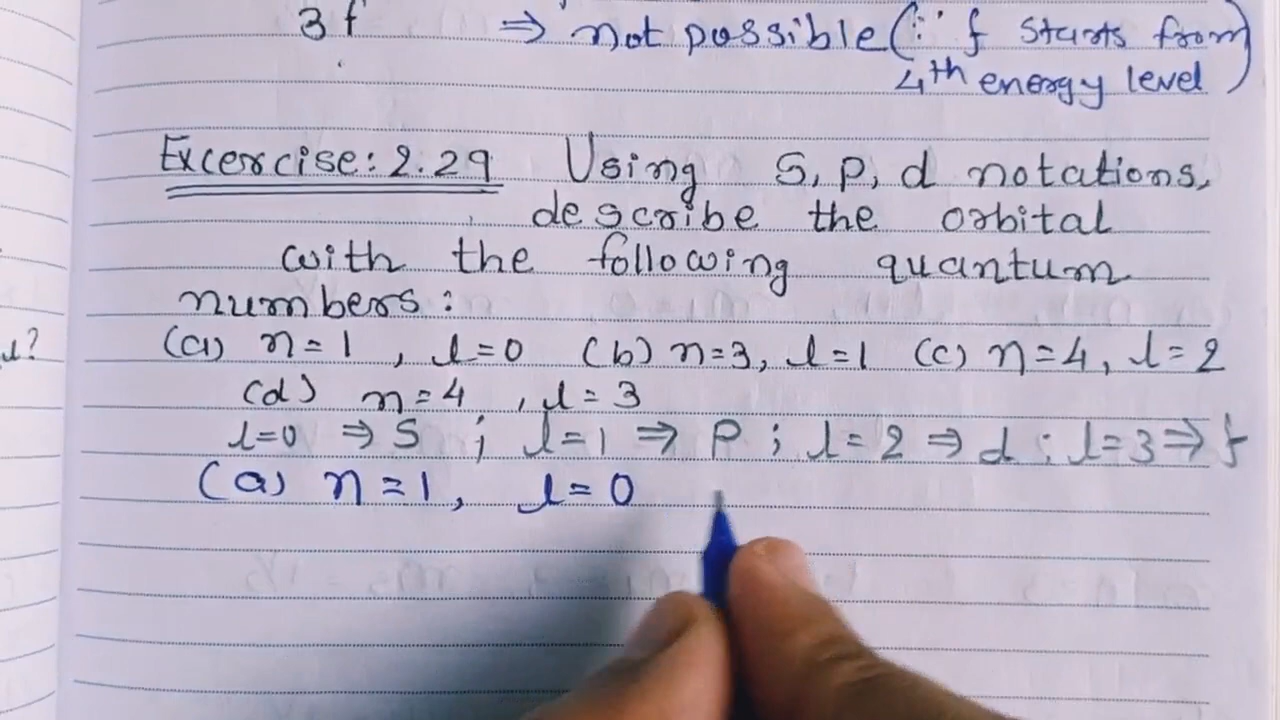 3f ⇒ not possible (∵ f starts from
4th energy level)
Excercise: 2.29 Using S, P, d notations,
describe the orbital
with the following quantum
numbers:
(a) n=1, l=0 (b) n=3, l=1 (c) n=4, l=2
(d) n=4, l=3
l=0 ⇒ S ; l=1 ⇒ P ; l=2 ⇒ d ; l=3 ⇒ f
(a) n=1, l=0